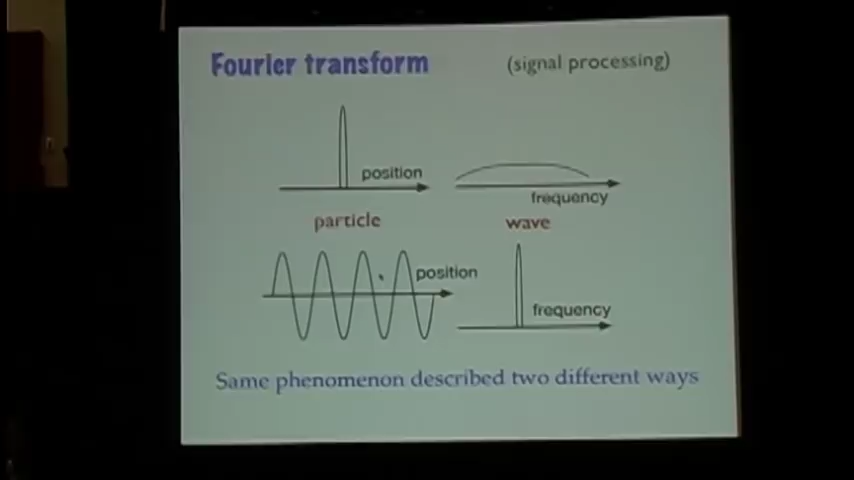 Fourier transform (signal processing)
position
frequency
particle
wave
position
frequency
Same phenomenon described two different ways